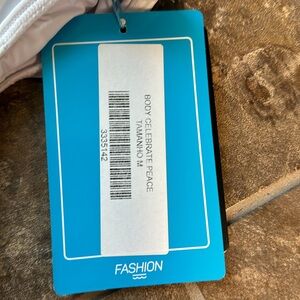 BODY CELEBRATE PEACE
TAMANHO M
3335142
FASHION